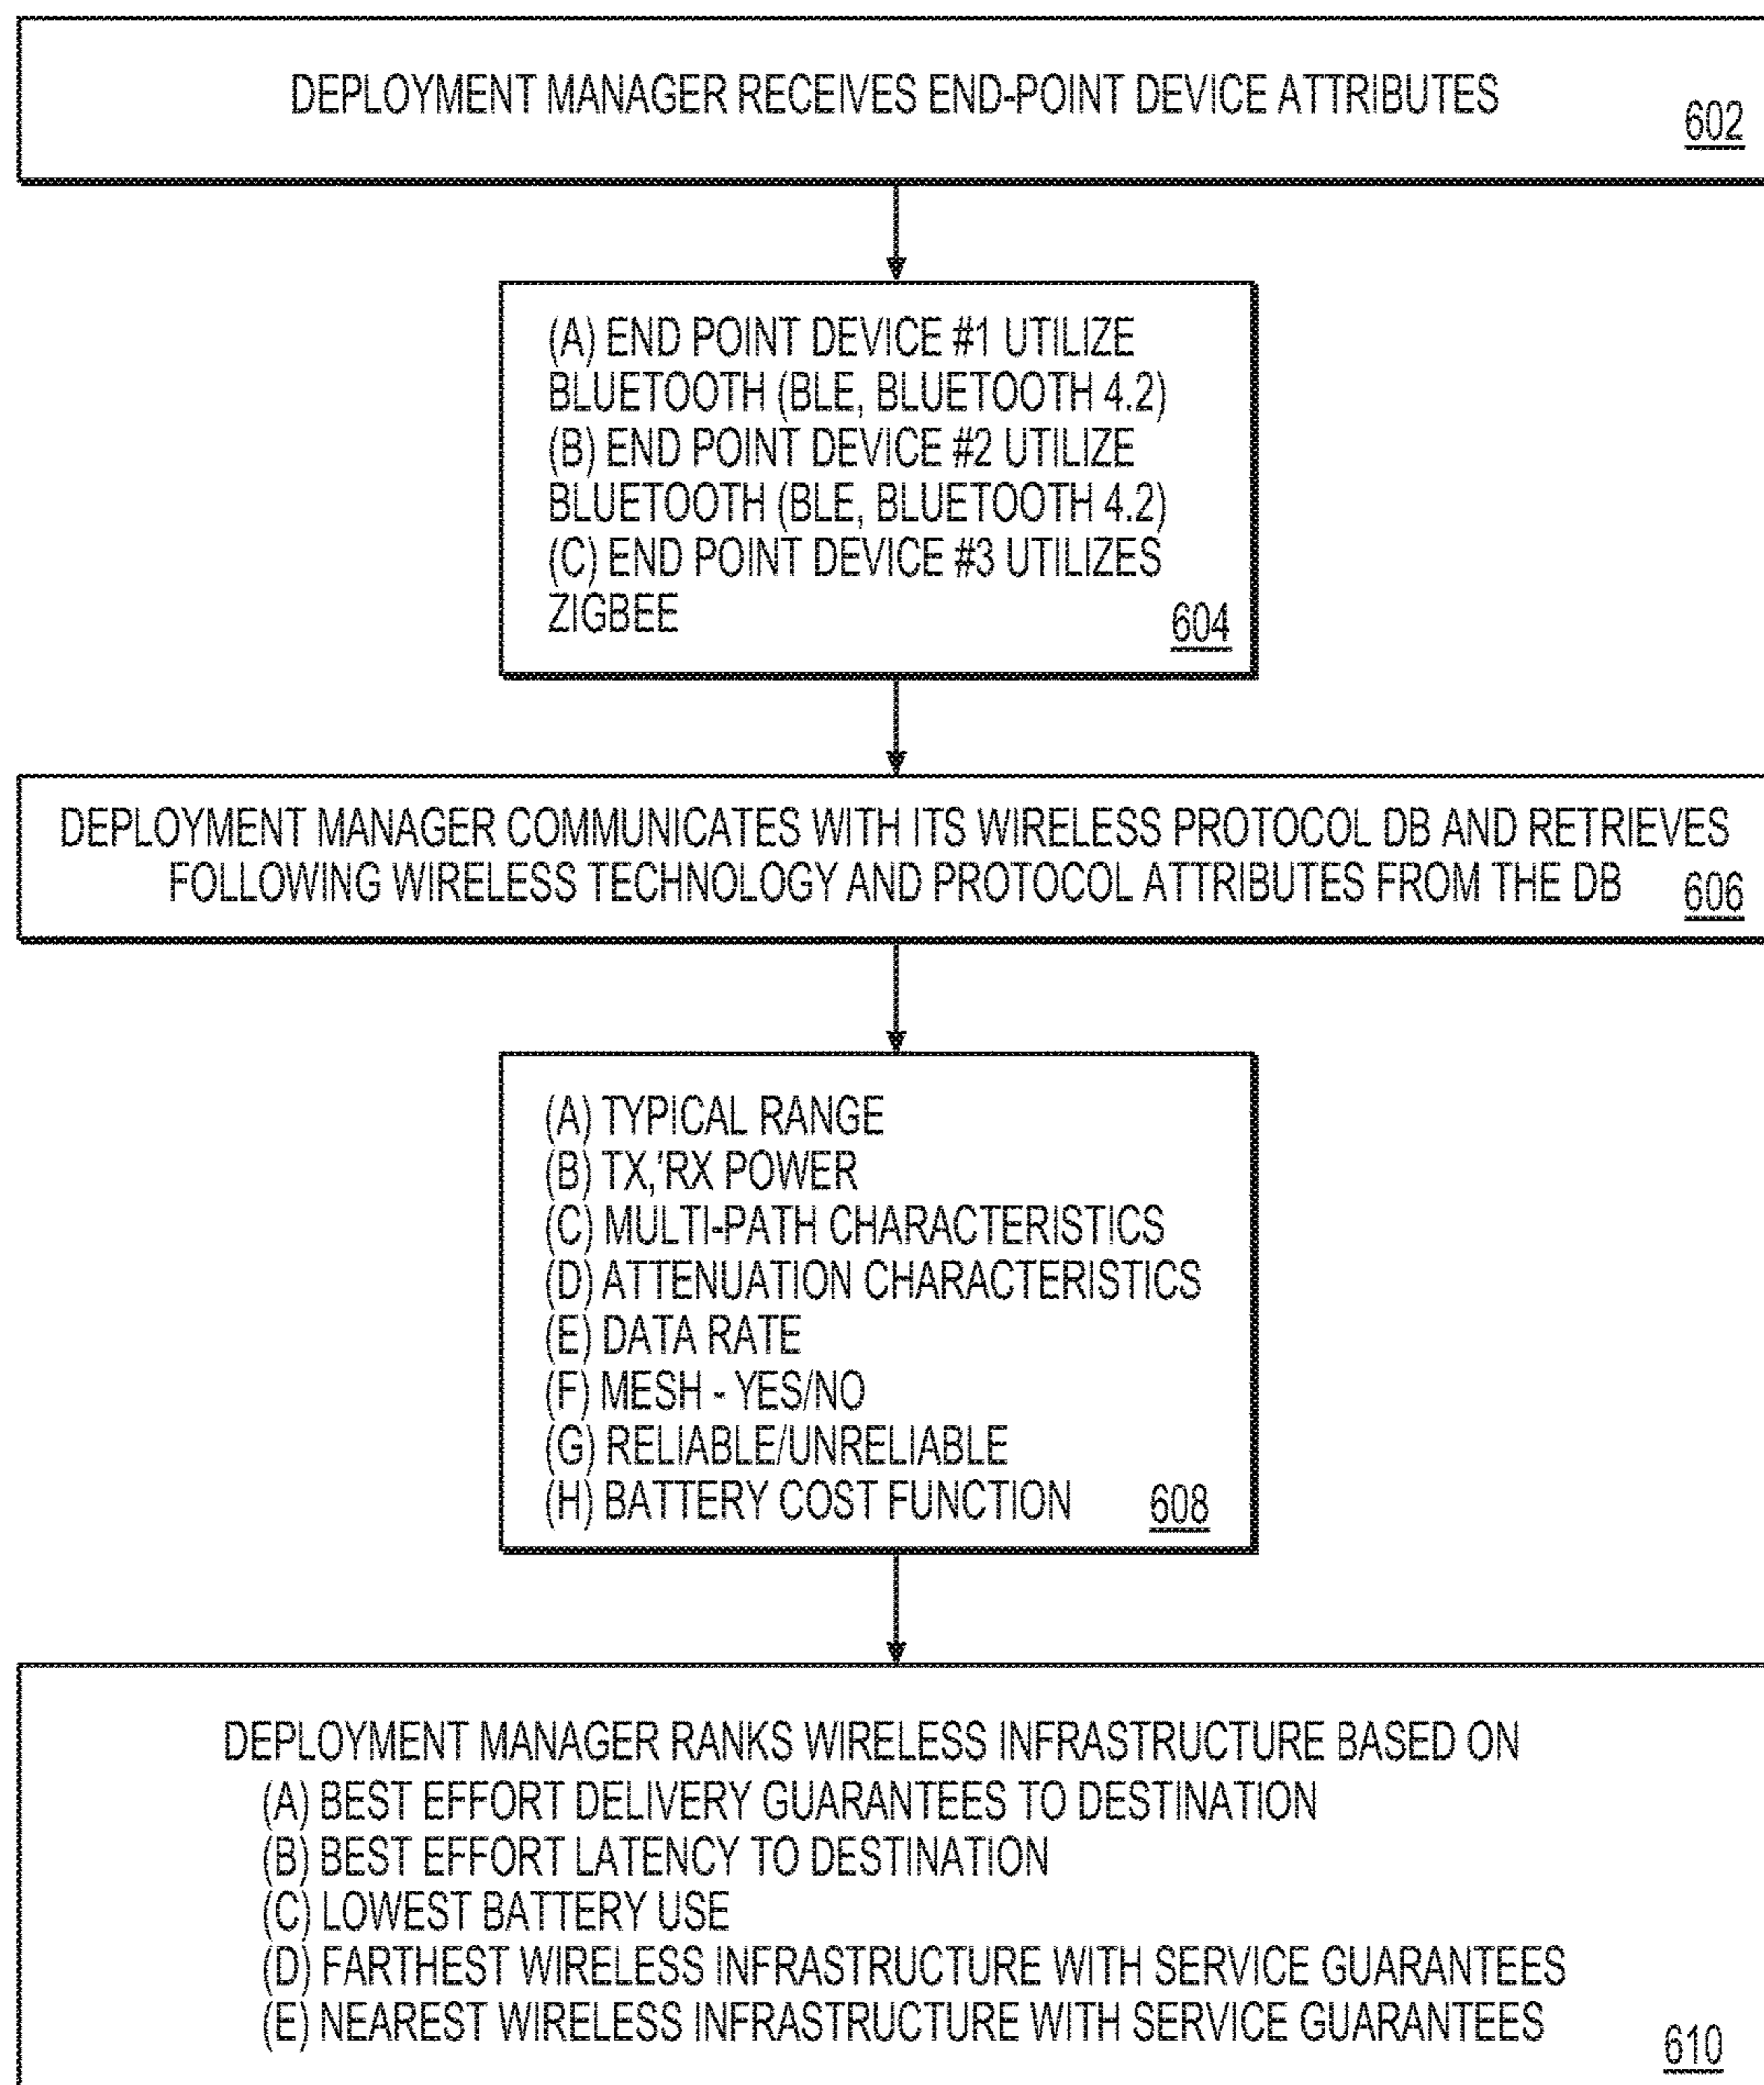 DEPLOYMENT MANAGER RECEIVES END-POINT DEVICE ATTRIBUTES
602
(A) END POINT DEVICE #1 UTILIZE
BLUETOOTH (BLE, BLUETOOTH 4.2)
(B) END POINT DEVICE #2 UTILIZE
BLUETOOTH (BLE, BLUETOOTH 4.2)
(C) END POINT DEVICE #3 UTILIZES
ZIGBEE
604
DEPLOYMENT MANAGER COMMUNICATES WITH ITS WIRELESS PROTOCOL DB AND RETRIEVES
FOLLOWING WIRELESS TECHNOLOGY AND PROTOCOL ATTRIBUTES FROM THE DB
606
(A) TYPICAL RANGE
(B) TX,'RX POWER
(C) MULTI-PATH CHARACTERISTICS
(D) ATTENUATION CHARACTERISTICS
(E) DATA RATE
(F) MESH - YES/NO
(G) RELIABLE/UNRELIABLE
(H) BATTERY COST FUNCTION
608
DEPLOYMENT MANAGER RANKS WIRELESS INFRASTRUCTURE BASED ON
(A) BEST EFFORT DELIVERY GUARANTEES TO DESTINATION
(B) BEST EFFORT LATENCY TO DESTINATION
(C) LOWEST BATTERY USE
(D) FARTHEST WIRELESS INFRASTRUCTURE WITH SERVICE GUARANTEES
(E) NEAREST WIRELESS INFRASTRUCTURE WITH SERVICE GUARANTEES
610